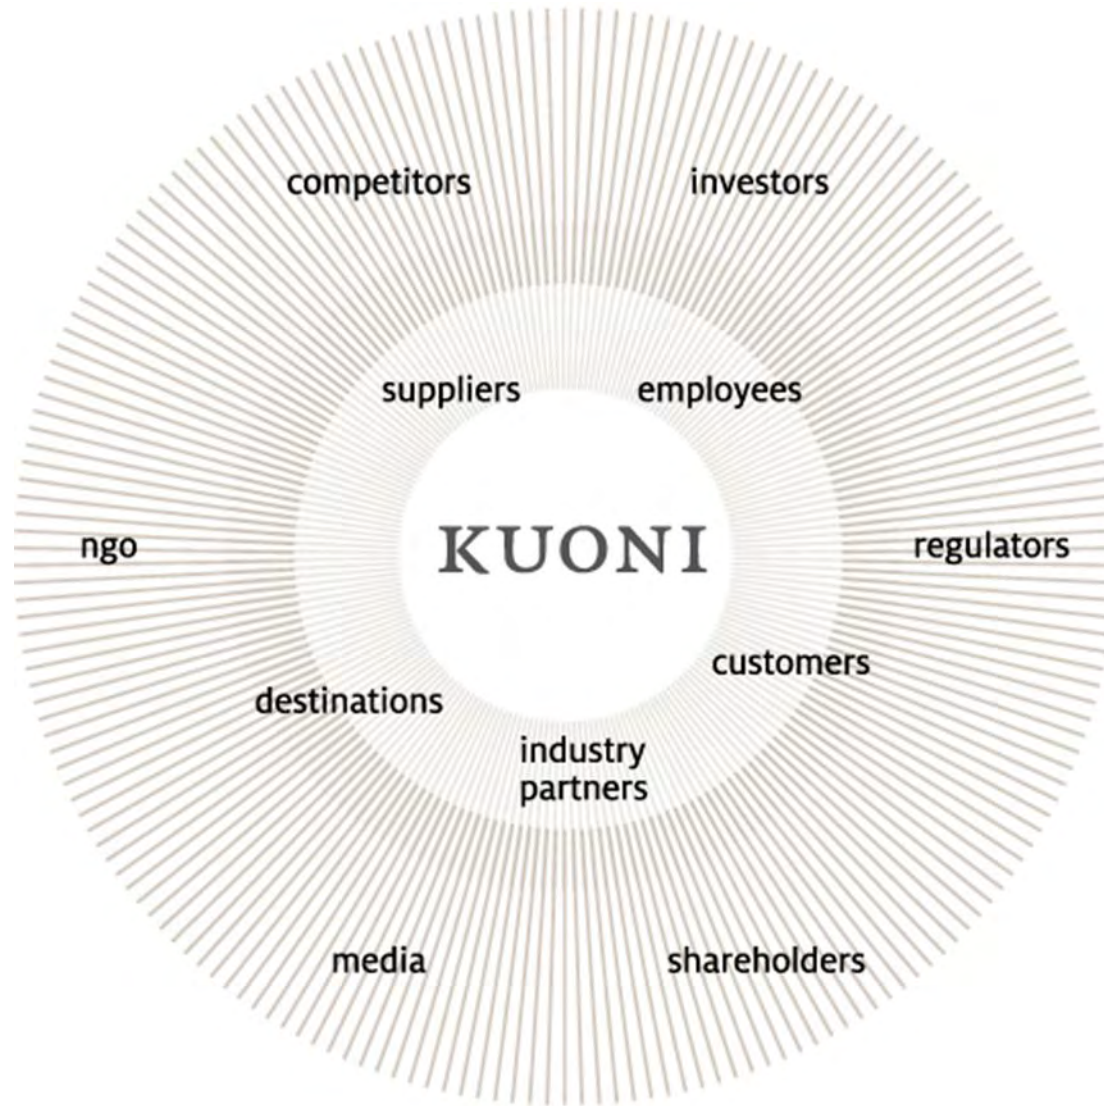 competitors
investors
suppliers
employees
KUONI
ngo
regulators
customers
destinations
industry
partners
media
shareholders